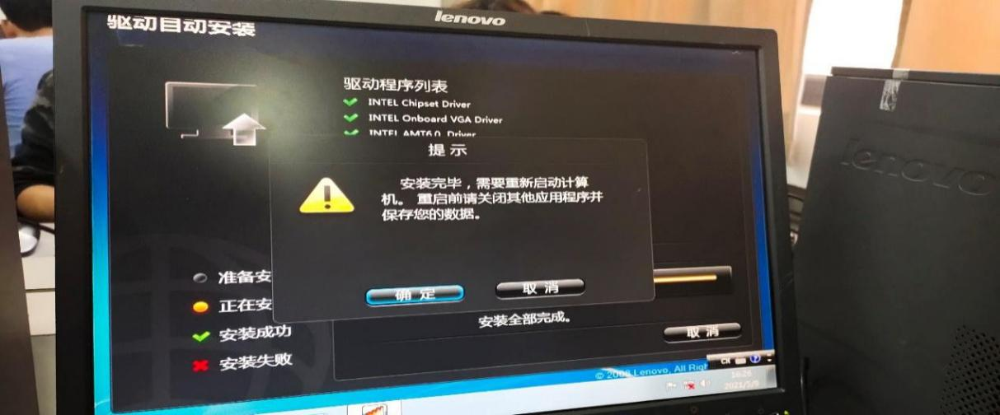 lenovo
驱动自动安装
驱动程序列表
INTEL Chipset Driver
INTEL Onboard VGA Driver
INTEL AMT6.0 Driver
提示
安装完毕，需要重新启动计算
机。 重启前请关闭其他应用程序并
保存您的数据。
确定
取消
准备安
正在安
安装成功
安装失败
安装全部完成。
取消
© 2008 Lenovo, All Righ
CH
16:26
2021/5/8
lenovo